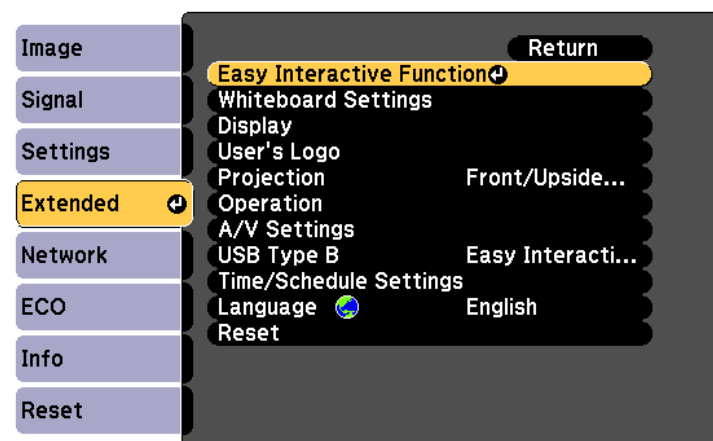 Image
Signal
Settings
Extended
Network
ECO
Info
Reset
Return
Easy Interactive Function
Whiteboard Settings
Display
User's Logo
Projection Front/Upside...
Operation
A/V Settings
USB Type B Easy Interacti...
Time/Schedule Settings
Language English
Reset